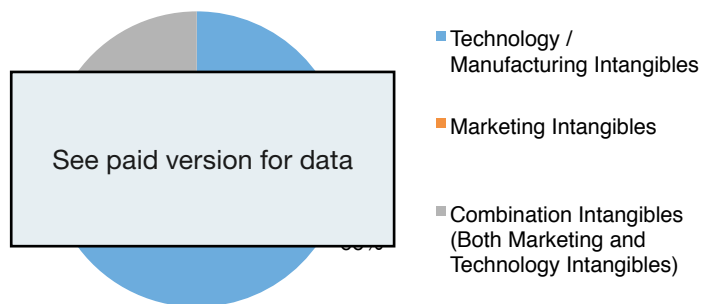 Technology /
Manufacturing Intangibles
See paid version for data
Marketing Intangibles
Combination Intangibles
(Both Marketing and
Technology Intangibles)